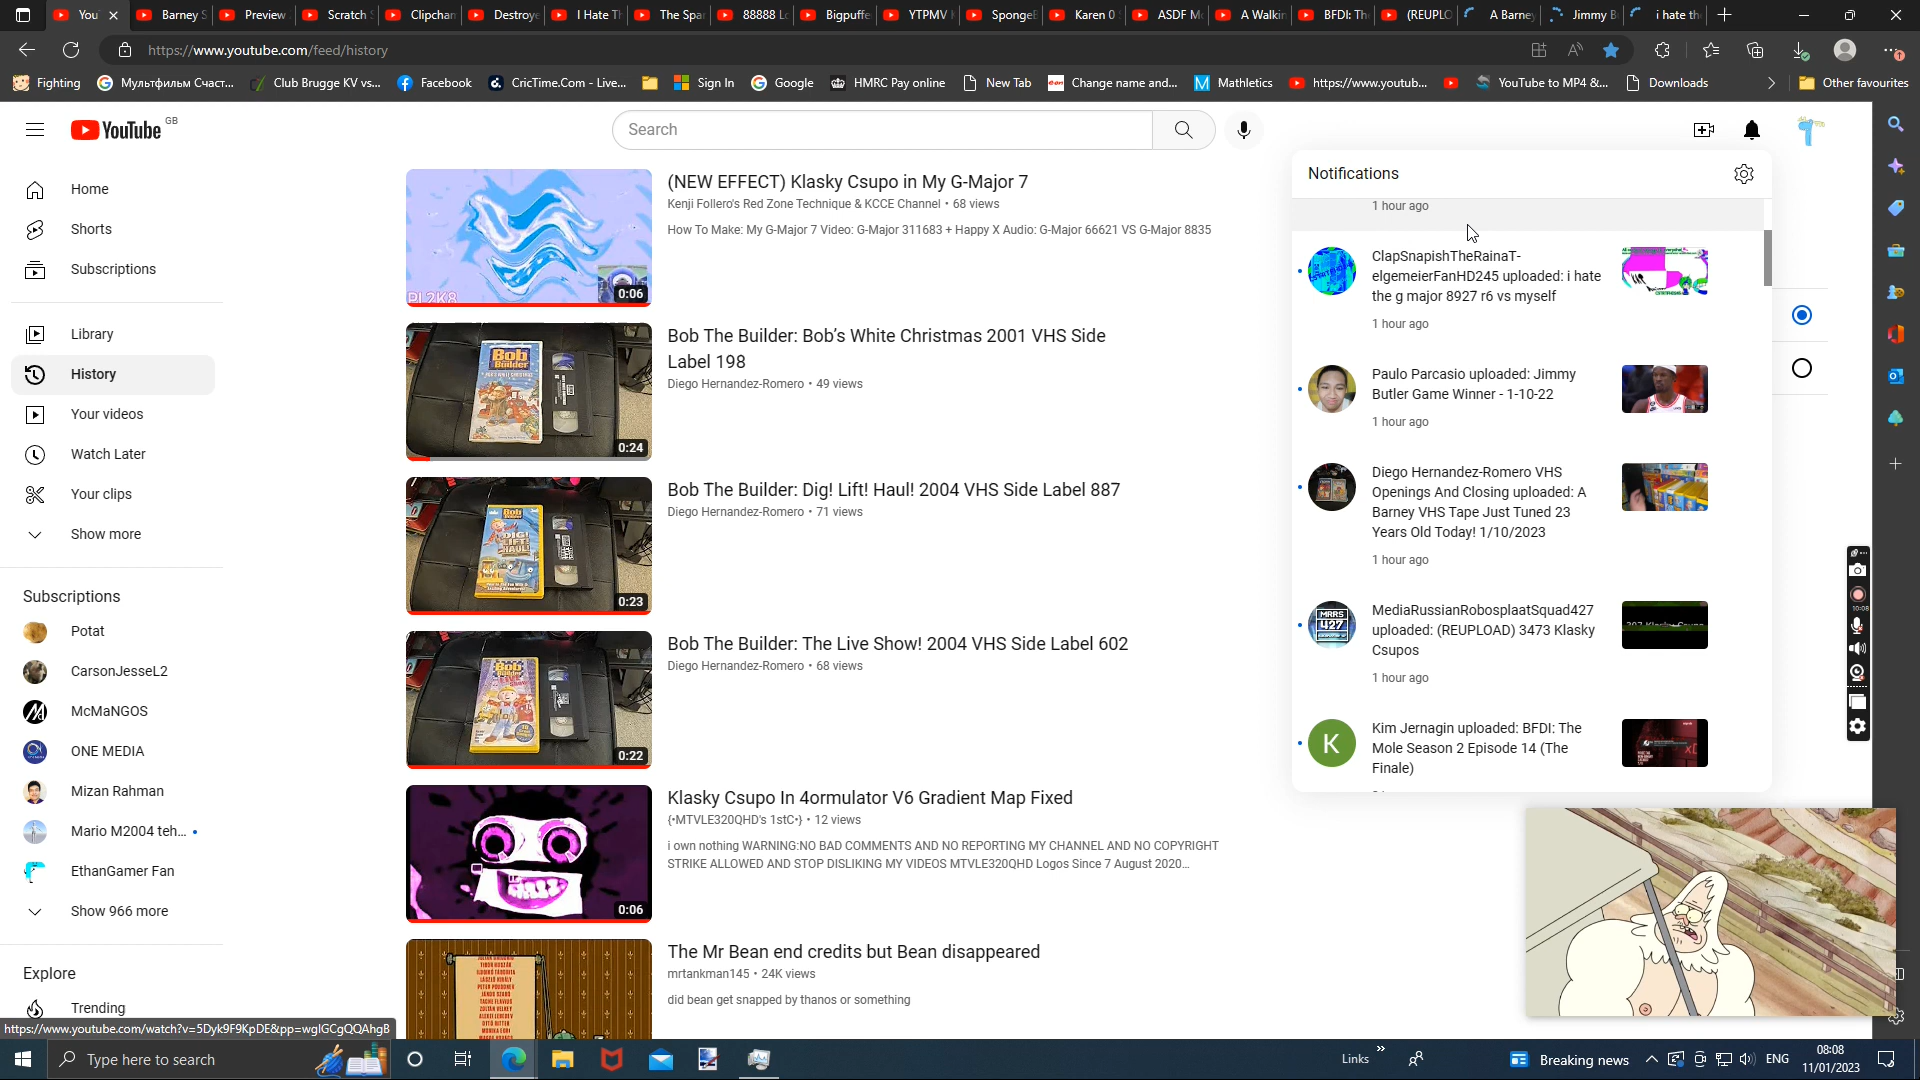 You
Barney S
Preview
Scratch
Clipcham
Destroye
I Hate Th
The Spar
88888 Lo
Bigpuffe
YTPMV
SpongeB
Karen 0
ASDF Mo
A Walkin
BFDI: The
(REUPLO
A Barney
Jimmy B
i hate th
https://www.youtube.com/feed/history
Fighting
Мультфильм Счаст...
Club Brugge KV vs...
Facebook
CricTime.Com - Live...
Sign In
Google
HMRC Pay online
New Tab
Change name and...
Mathletics
https://www.youtub...
YouTube to MP4 &...
Downloads
Other favourites
YouTube GB
Search
Home
Shorts
Subscriptions
Library
History
Your videos
Watch Later
Your clips
Show more
Subscriptions
Potat
CarsonJesseL2
McMaNGOS
ONE MEDIA
Mizan Rahman
Mario M2004 teh...
EthanGamer Fan
Show 966 more
Explore
Trending
https://www.youtube.com/watch?v=5Dyk9F9KpDE&pp=wgIGCgQQAhgB
PL2K8
0:06
(NEW EFFECT) Klasky Csupo in My G-Major 7
Kenji Follero's Red Zone Technique & KCCE Channel • 68 views
How To Make: My G-Major 7 Video: G-Major 311683 + Happy X Audio: G-Major 66621 VS G-Major 8835
0:24
Bob The Builder: Bob's White Christmas 2001 VHS Side
Label 198
Diego Hernandez-Romero • 49 views
0:23
Bob The Builder: Dig! Lift! Haul! 2004 VHS Side Label 887
Diego Hernandez-Romero • 71 views
0:22
Bob The Builder: The Live Show! 2004 VHS Side Label 602
Diego Hernandez-Romero • 68 views
0:06
Klasky Csupo In 4ormulator V6 Gradient Map Fixed
{•MTVLE320QHD's 1stC•} • 12 views
i own nothing WARNING:NO BAD COMMENTS AND NO REPORTING MY CHANNEL AND NO COPYRIGHT
STRIKE ALLOWED AND STOP DISLIKING MY VIDEOS MTVLE320QHD Logos Since 7 August 2020...
The Mr Bean end credits but Bean disappeared
mrtankman145 • 24K views
did bean get snapped by thanos or something
Notifications
1 hour ago
ClapSnapishTheRainaT-
elgemeierFanHD245 uploaded: i hate
the g major 8927 r6 vs myself
1 hour ago
Paulo Parcasio uploaded: Jimmy
Butler Game Winner - 1-10-22
1 hour ago
Diego Hernandez-Romero VHS
Openings And Closing uploaded: A
Barney VHS Tape Just Tuned 23
Years Old Today! 1/10/2023
1 hour ago
MRRS
427
MediaRussianRobosplaatSquad427
uploaded: (REUPLOAD) 3473 Klasky
Csupos
1 hour ago
K
Kim Jernagin uploaded: BFDI: The
Mole Season 2 Episode 14 (The
Finale)
10:08
Type here to search
Links
Breaking news
ENG
08:08
11/01/2023